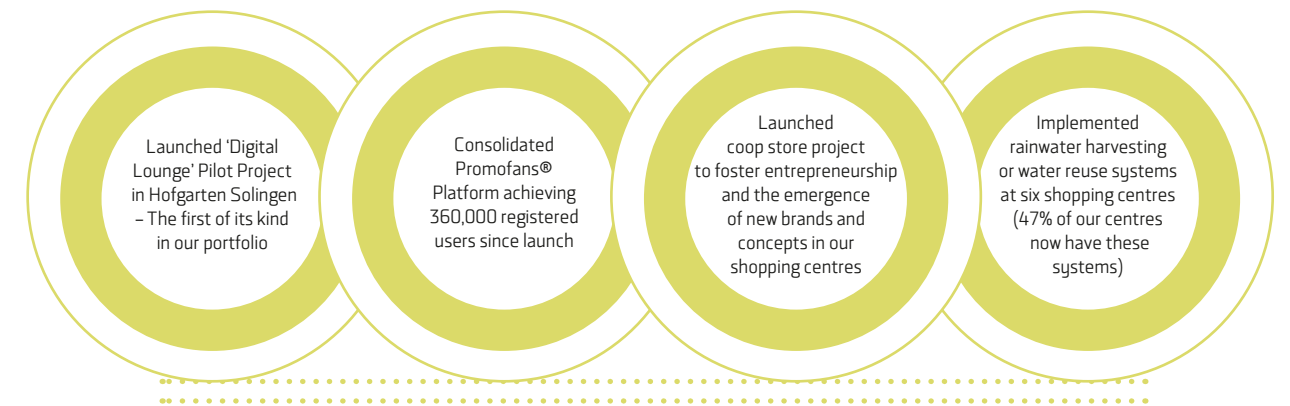 Launched ‘Digital
Lounge’ Pilot Project
in Hofgarten Solingen
– The first of its kind
in our portfolio
Consolidated
Promofans®
Platform achieving
360,000 registered
users since launch
Launched
coop store project
to foster entrepreneurship
and the emergence
of new brands and
concepts in our
shopping centres
Implemented
rainwater harvesting
or water reuse systems
at six shopping centres
(47% of our centres
now have these
systems)